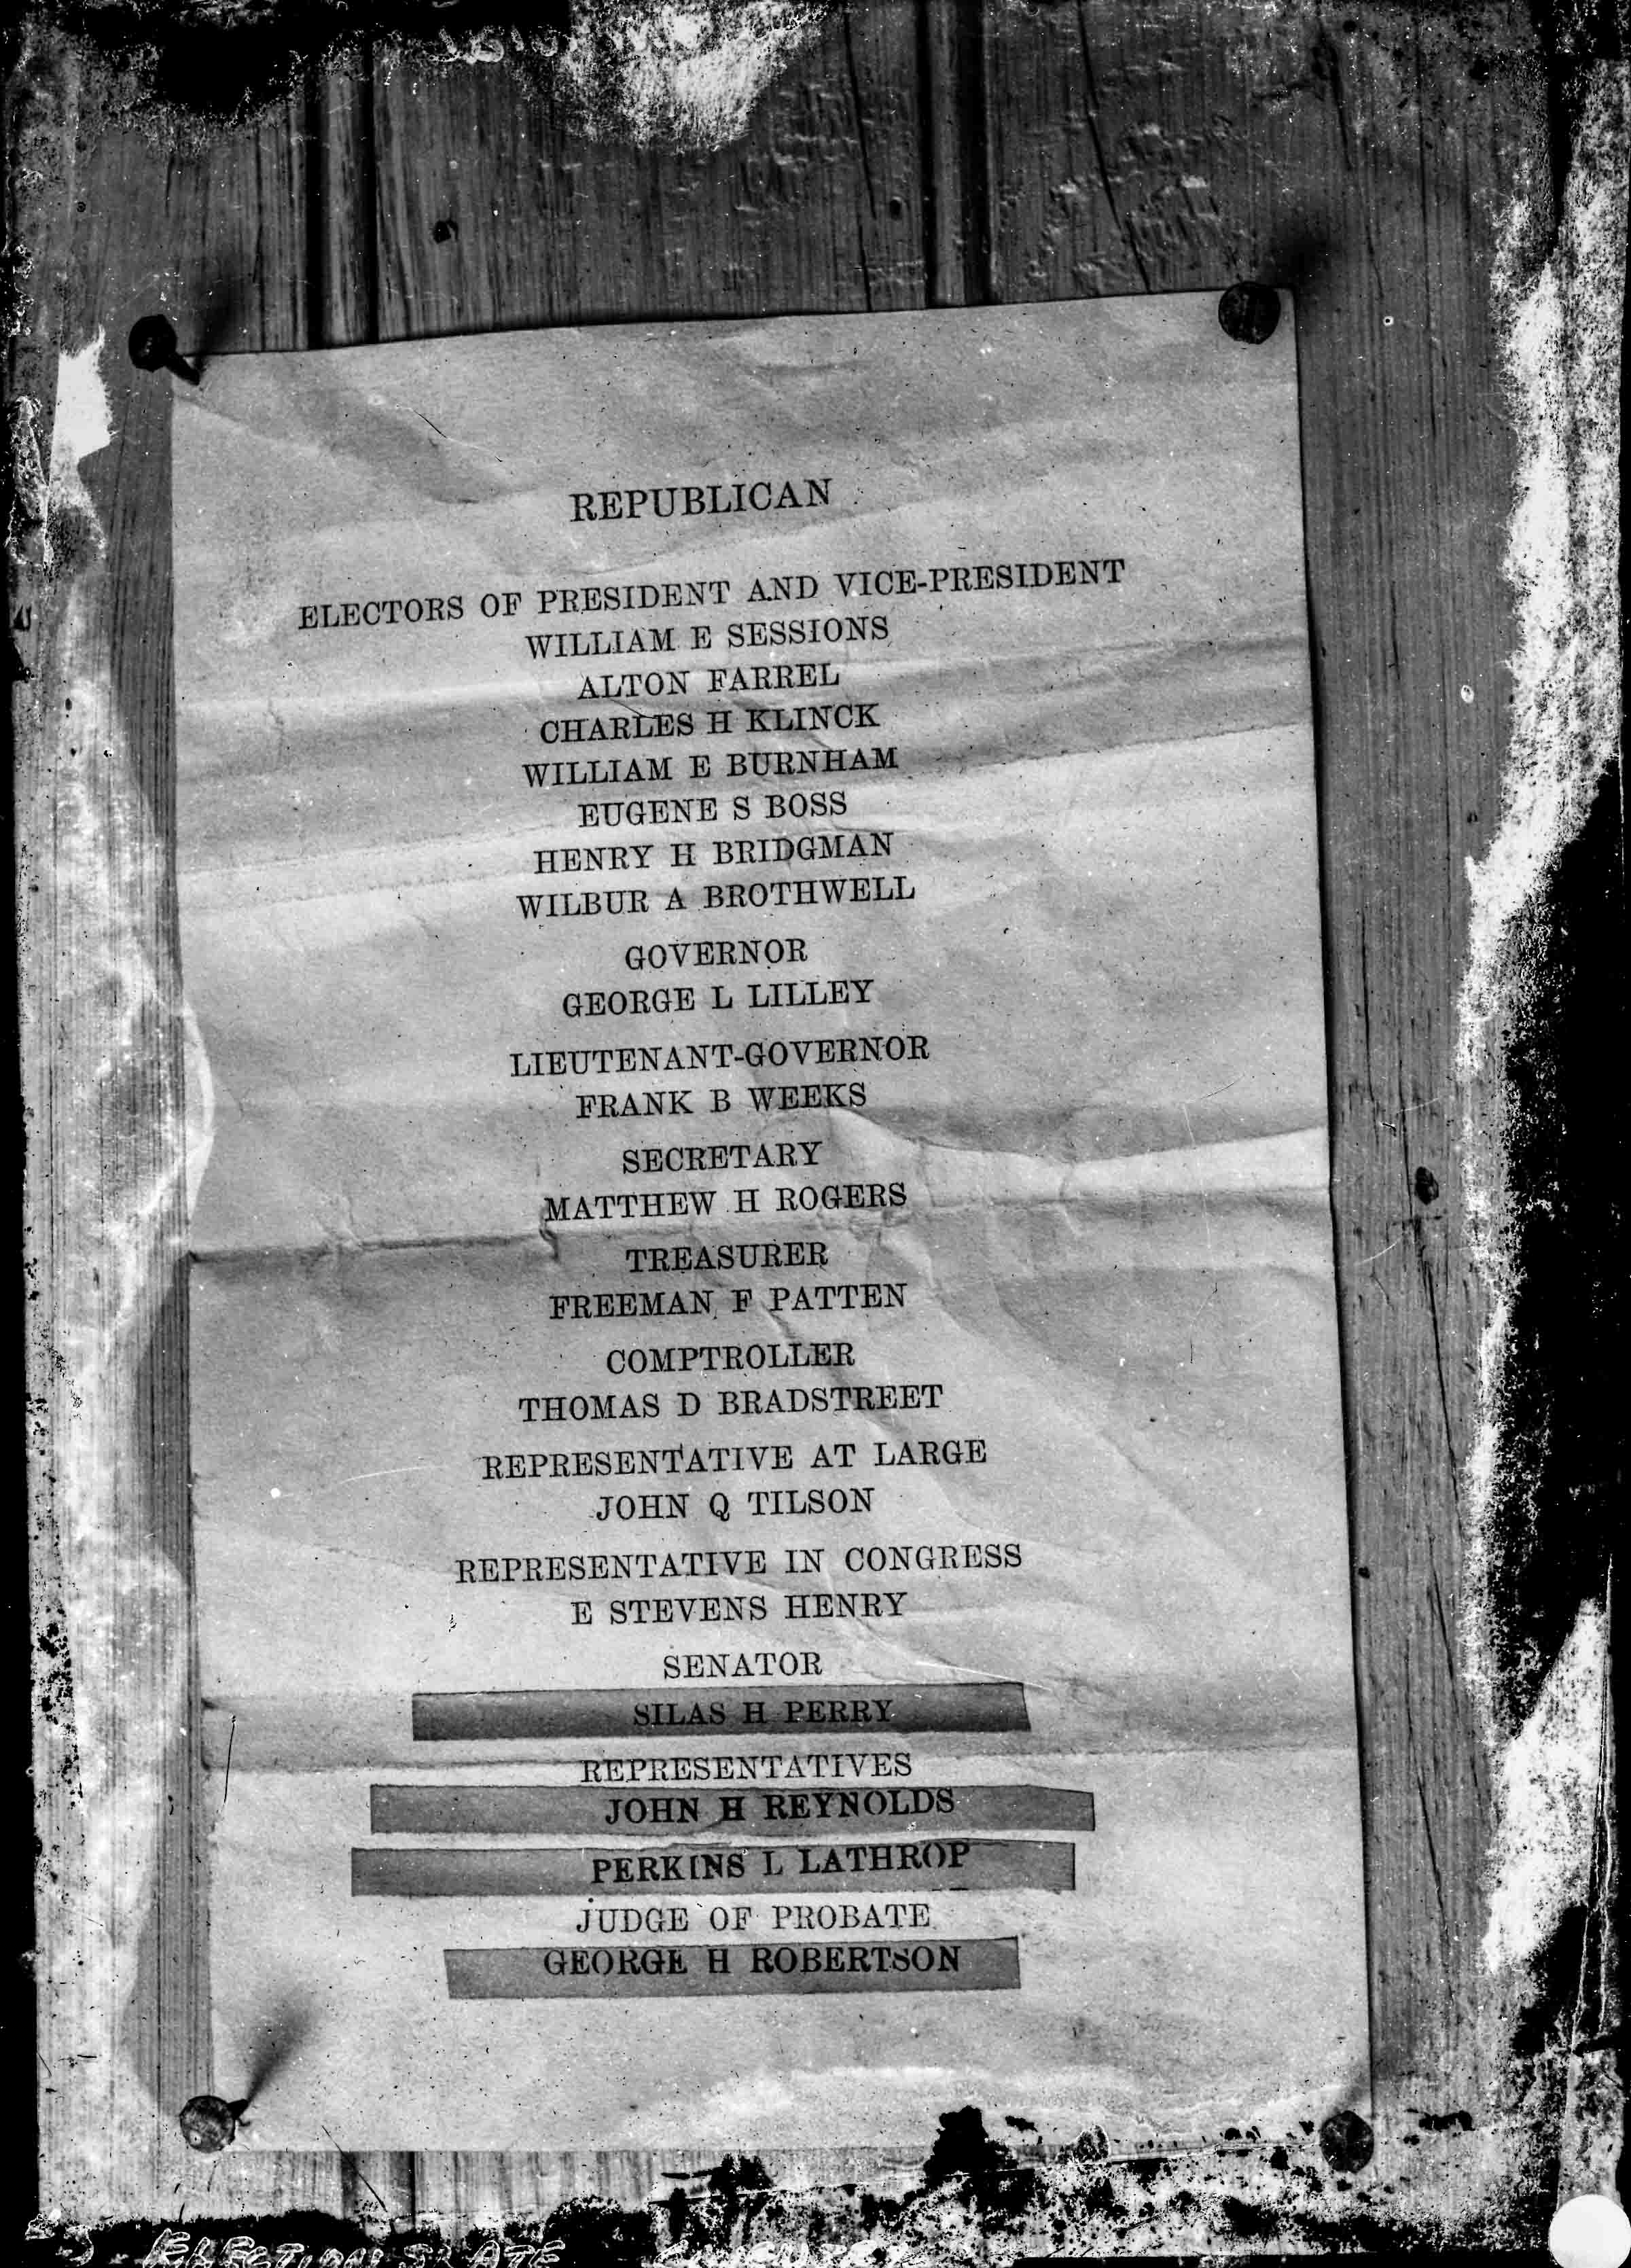 REPUBLICAN
ELECTORS OF PRESIDENT AND VICE-PRESIDENT
WILLIAM E SESSIONS
ALTON FARREL
CHARLES H KLINCK
WILLIAM E BURNHAM
EUGENE S BOSS
HENRY H BRIDGMAN
WILBUR A BROTHWELL
GOVERNOR
GEORGE L LILLEY
LIEUTENANT-GOVERNOR
FRANK B WEEKS
SECRETARY
MATTHEW H ROGERS
TREASURER
FREEMAN F PATTEN
COMPTROLLER
THOMAS D BRADSTREET
REPRESENTATIVE AT LARGE
JOHN Q TILSON
REPRESENTATIVE IN CONGRESS
E STEVENS HENRY
SENATOR
SILAS H PERRY
REPRESENTATIVES
JOHN H REYNOLDS
PERKINS L LATHROP
JUDGE OF PROBATE
GEORGE H ROBERTSON
ELECTION SLATE